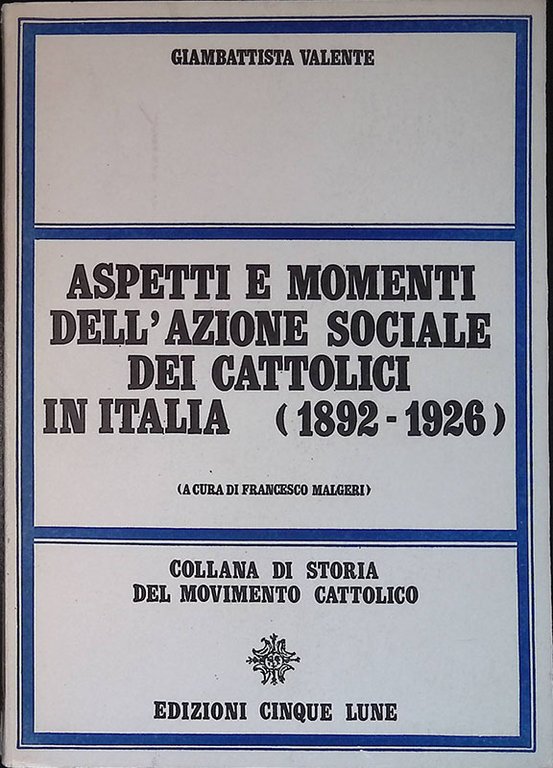 GIAMBATTISTA VALENTE
ASPETTI E MOMENTI
DELL'AZIONE SOCIALE
DEI CATTOLICI
IN ITALIA (1892-1926)
(A CURA DI FRANCESCO MALGERI)
COLLANA DI STORIA
DEL MOVIMENTO CATTOLICO
EDIZIONI CINQUE LUNE